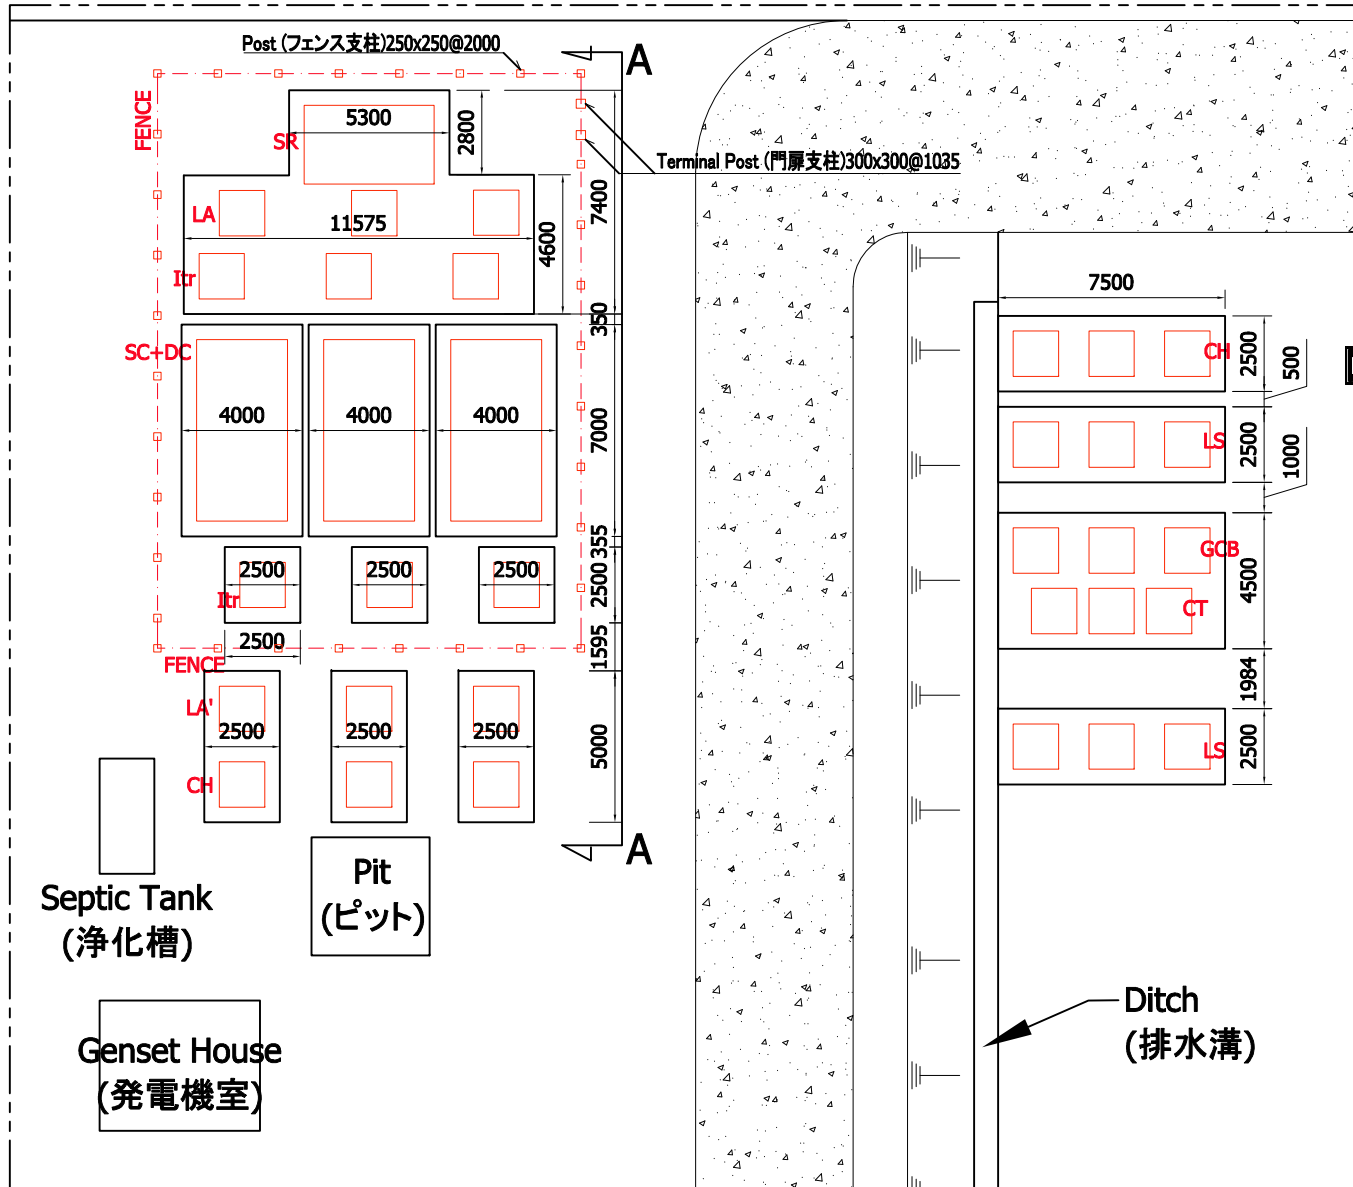 Post (フェンス支柱)250x250@2000
A
FENCE
5300
2800
SR
Terminal Post (門扉支柱)300x300@1035
7400
LA
11575
4600
Itr
350
7500
SC+DC
CH
2500
500
4000
4000
4000
7000
LS
2500
1000
355
GCB
4500
2500
2500
2500
2500
Itr
CT
2500
1595
FENCE
1984
LA'
2500
2500
2500
5000
LS
2500
CH
A
Pit
(ピット)
Septic Tank
(浄化槽)
Ditch
(排水溝)
Genset House
(発電機室)